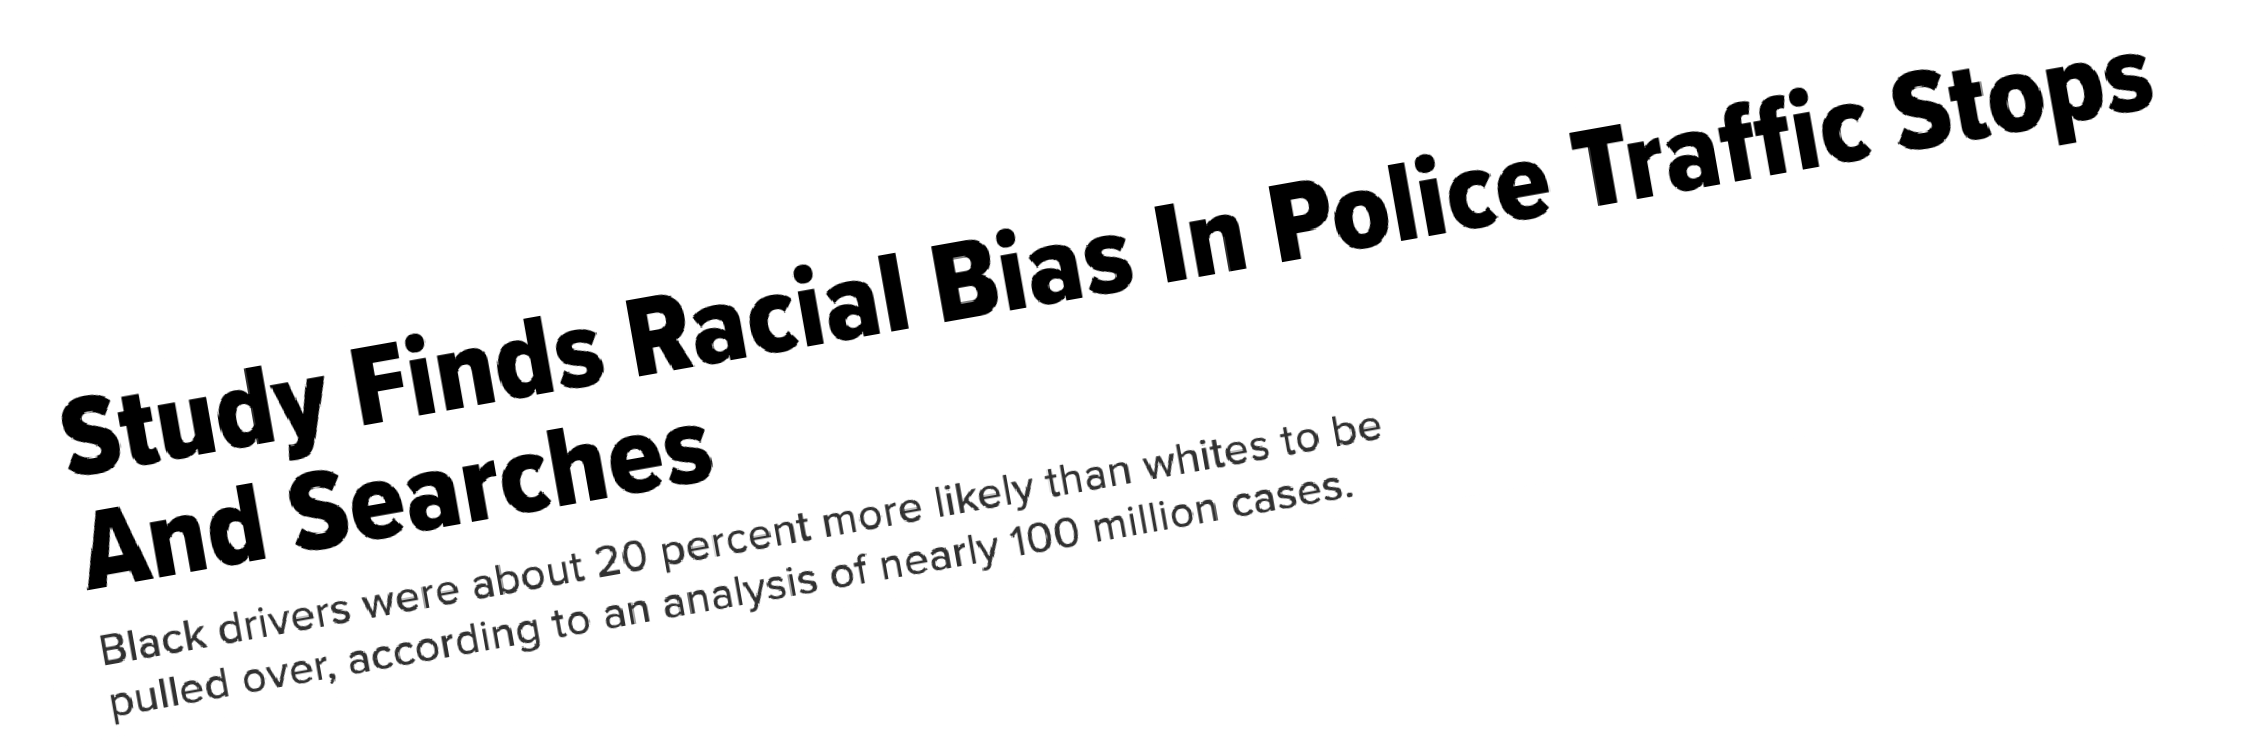 Study Finds Racial Bias In Police Traffic Stops
And Searches
Black drivers were about 20 percent more likely than whites to be
pulled over, according to an analysis of nearly 100 million cases.